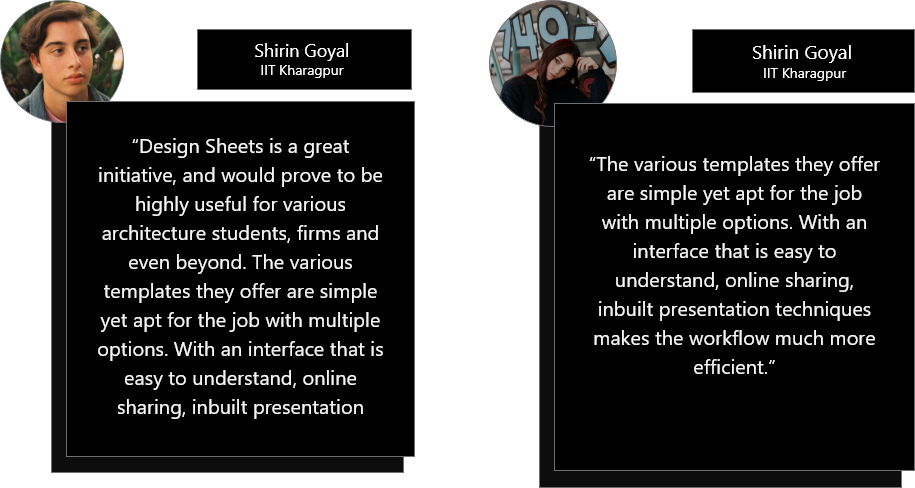 Shirin Goyal
IIT Kharagpur
“Design Sheets is a great
initiative, and would prove to be
highly useful for various
architecture students, firms and
even beyond. The various
templates they offer are simple
yet apt for the job with multiple
options. With an interface that is
easy to understand, online
sharing, inbuilt presentation
749-
Shirin Goyal
IIT Kharagpur
“The various templates they offer
are simple yet apt for the job
with multiple options. With an
interface that is easy to
understand, online sharing,
inbuilt presentation techniques
makes the workflow much more
efficient.”